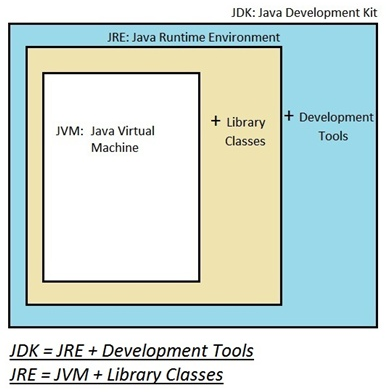 JDK: Java Development Kit
JRE: Java Runtime Environment
JVM: Java Virtual
Machine
+ Library
Classes
+ Development
Tools
JDK = JRE + Development Tools
JRE = JVM + Library Classes